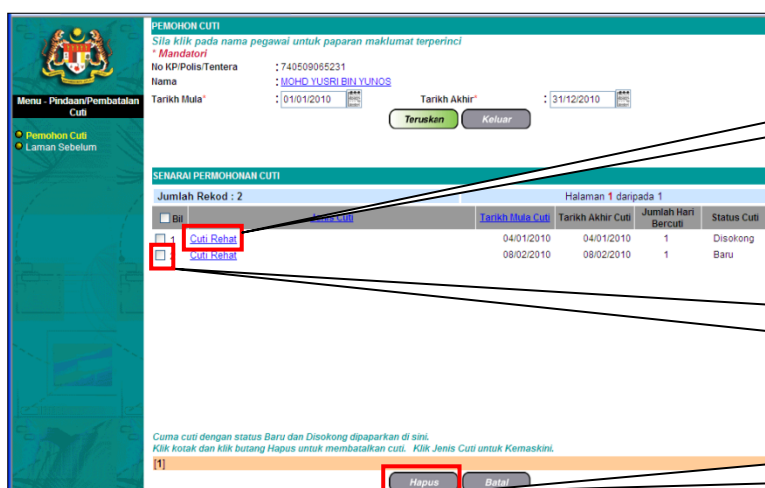 PEMOHON CUTI
Sila klik pada nama pegawai untuk paparan maklumat terperinci
* Mandatori
No KP/Polis/Tentera : 740509065231
Nama : MOHD YUSRI BIN YUNOS
Tarikh Mula* : 01/01/2010 Tarikh Akhir* : 31/12/2010
Teruskan Keluar
Menu - Pindaan/Pembatalan
Cuti
Pemohon Cuti
Laman Sebelum
SENARAI PERMOHONAN CUTI
Jumlah Rekod : 2 Halaman 1 daripada 1
Bil Jenis Cuti Tarikh Mula Cuti Tarikh Akhir Cuti Jumlah Hari Bercuti Status Cuti
1 Cuti Rehat 04/01/2010 04/01/2010 1 Disokong
2 Cuti Rehat 08/02/2010 08/02/2010 1 Baru
Cuma cuti dengan status Baru dan Disokong dipaparkan di sini.
Klik kotak dan klik butang Hapus untuk membatalkan cuti. Klik Jenis Cuti untuk Kemaskini.
[1]
Hapus Batal